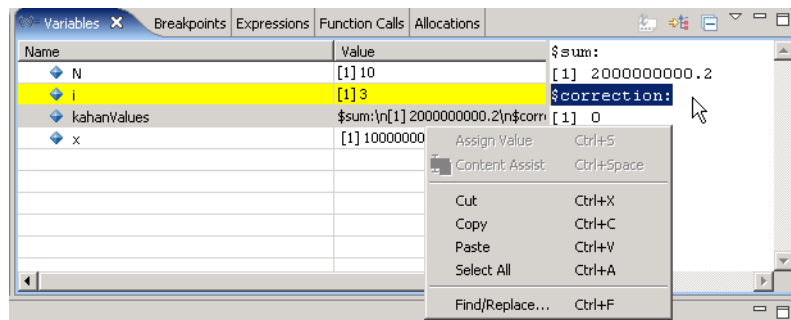 Variables Breakpoints Expressions Function Calls Allocations
Name Value
N [1] 10
i [1] 3
kahanValues $sum:\n[1] 2000000000.2\n$corr
x [1] 10000000
$sum:
[1] 2000000000.2
$correction:
[1] 0
Assign Value Ctrl+S
Content Assist Ctrl+Space
Cut Ctrl+X
Copy Ctrl+C
Paste Ctrl+V
Select All Ctrl+A
Find/Replace... Ctrl+F